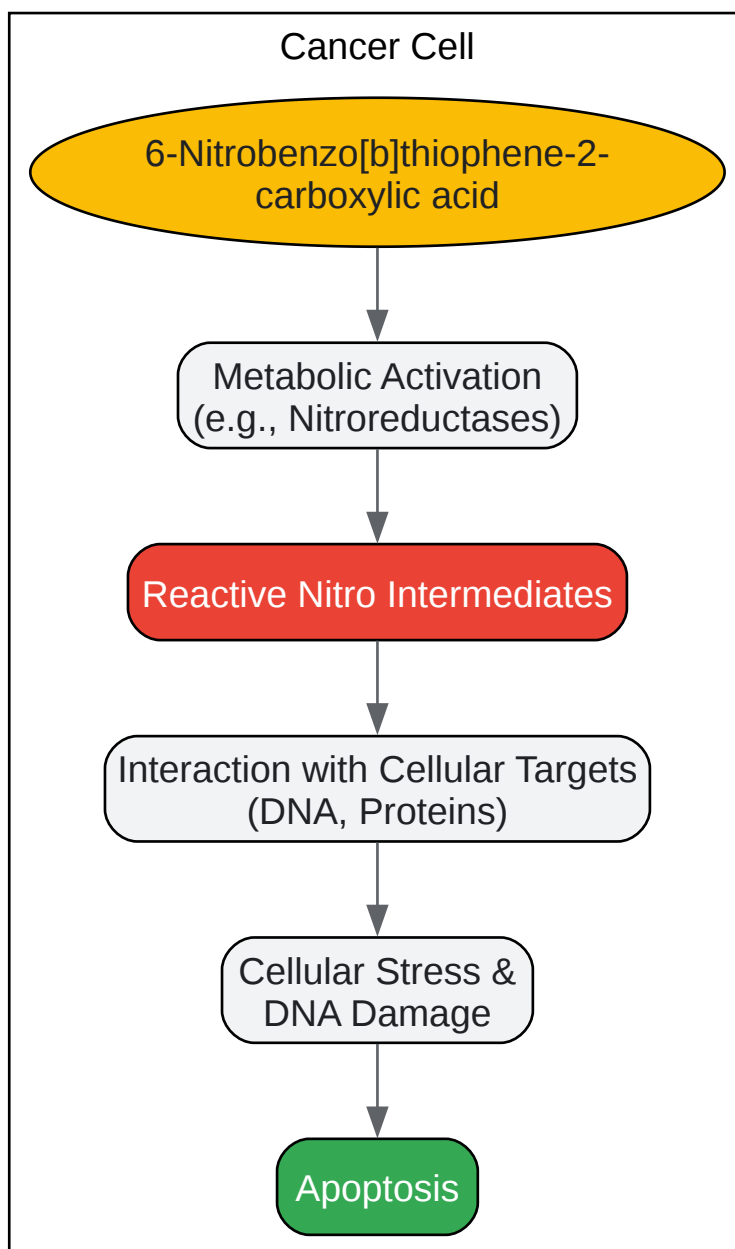 Cancer Cell
6-Nitrobenzo[b]thiophene-2-
carboxylic acid
Metabolic Activation
(e.g., Nitroreductases)
Reactive Nitro Intermediates
Interaction with Cellular Targets
(DNA, Proteins)
Cellular Stress &
DNA Damage
Apoptosis